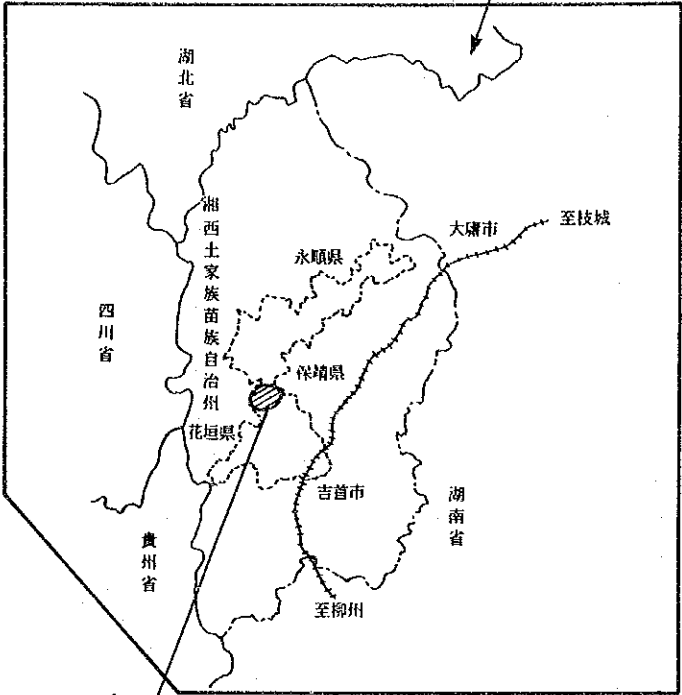 湖北省
大庸市
至枝城
湘西土家族苗族自治州
永順県
四川省
保靖県
花垣県
吉首市
湖南省
貴州省
至柳州